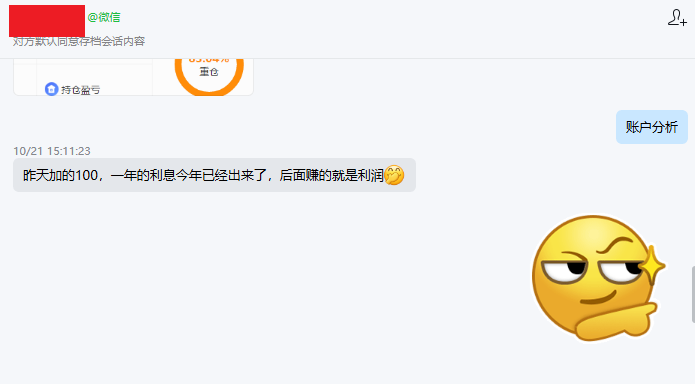 @微信
对方默认同意存档会话内容
83.84%
重仓
持仓盈亏
账户分析
10/21 15:11:23
昨天加的100，一年的利息今年已经出来了，后面赚的就是利润